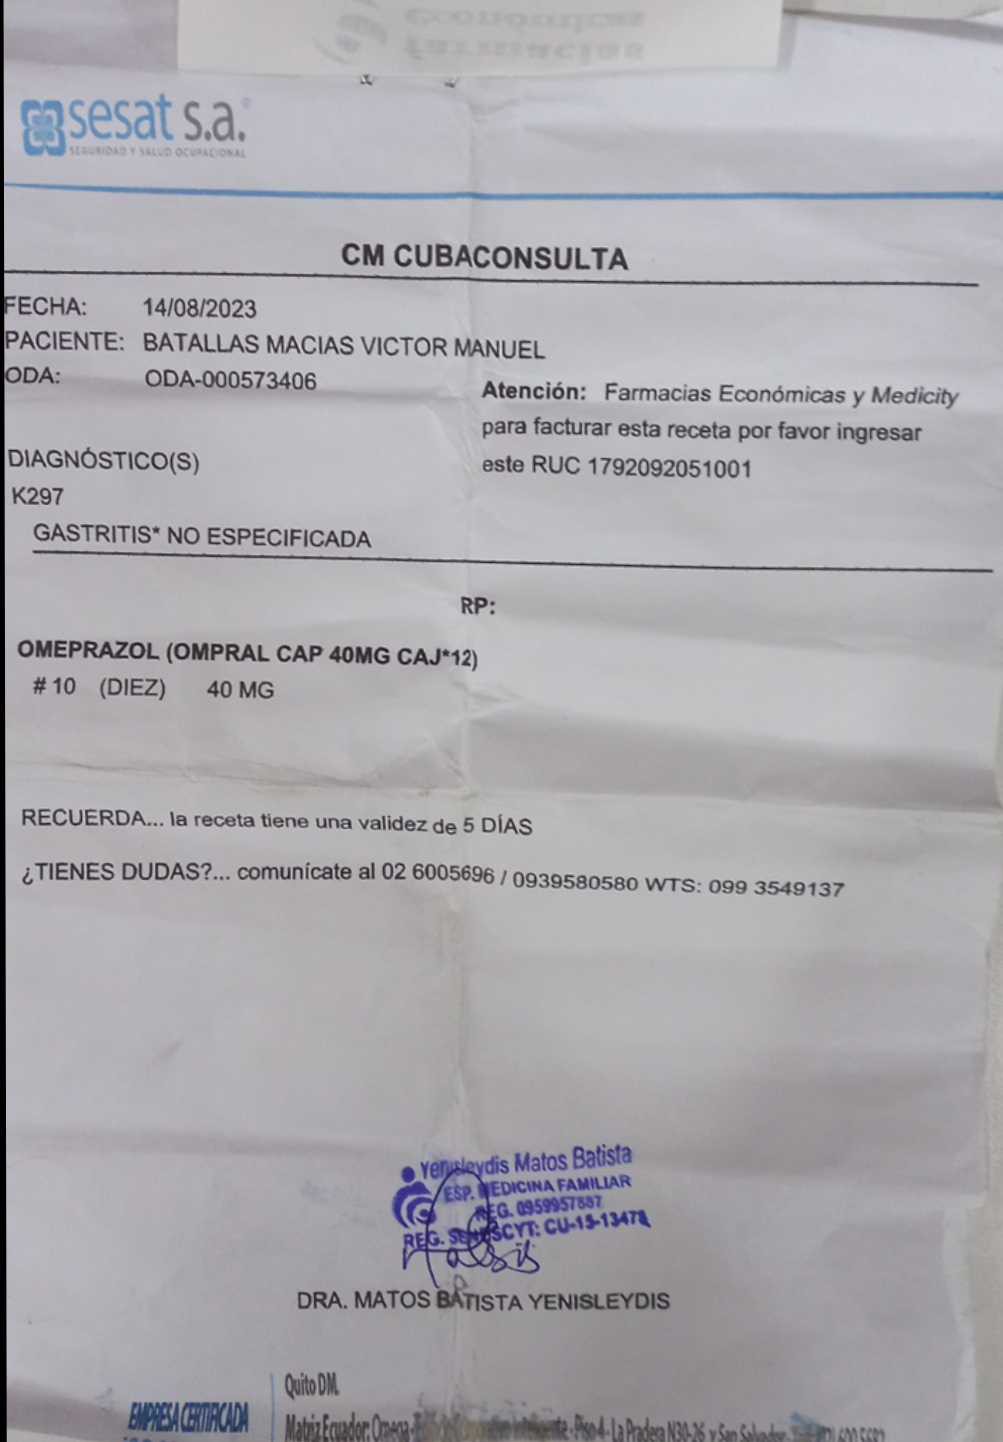 sesat s.a.
SEGURIDAD Y SALUD OCUPACIONAL
CM CUBACONSULTA
FECHA: 14/08/2023
PACIENTE: BATALLAS MACIAS VICTOR MANUEL
ODA: ODA-000573406
Atención: Farmacias Económicas y Medicity
para facturar esta receta por favor ingresar
este RUC 1792092051001
DIAGNÓSTICO(S)
K297
GASTRITIS* NO ESPECIFICADA
RP:
OMEPRAZOL (OMPRAL CAP 40MG CAJ*12)
# 10 (DIEZ) 40 MG
RECUERDA... la receta tiene una validez de 5 DÍAS
¿TIENES DUDAS?... comunícate al 02 6005696 / 0939580580 WTS: 099 3549137
Yenisleydis Matos Batista
ESP. MEDICINA FAMILIAR
REG. 0959957887
REG. SENESCYT: CU-15-13478
DRA. MATOS BATISTA YENISLEYDIS
EMPRESA CERTIFICADA
Quito DM.
Matriz Ecuador: Omega - Piso 4 - La Pradera N30-26 y San Salvador